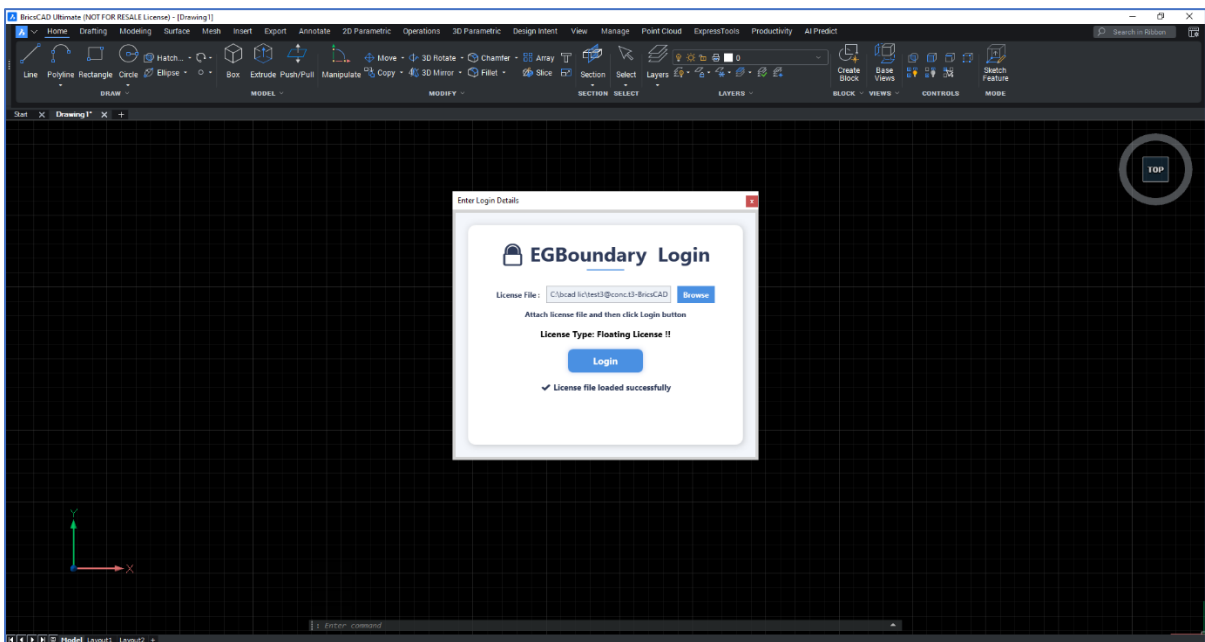 BricsCAD Ultimate (NOT FOR RESALE License) - [Drawing1]
Home Drafting Modeling Surface Mesh Insert Export Annotate 2D Parametric Operations 3D Parametric Design Intent View Manage Point Cloud ExpressTools Productivity AI Predict Search in Ribbon
Hatch... Move 3D Rotate Chamfer Array 0
Line Polyline Rectangle Circle Ellipse Box Extrude Push/Pull Manipulate Copy 3D Mirror Fillet Slice Section Select Layers Create Block Base Views Sketch Feature
DRAW MODEL MODIFY SECTION SELECT LAYERS BLOCK VIEWS CONTROLS MODE
Start Drawing1* +
TOP
Enter Login Details
EGBoundary Login
License File : C:\bcad lic\test3@conc.t3-BricsCAD Browse
Attach license file and then click Login button
License Type: Floating License !!
Login
✔ License file loaded successfully
Y
X
: Enter command
Model Layout1 Layout2 +